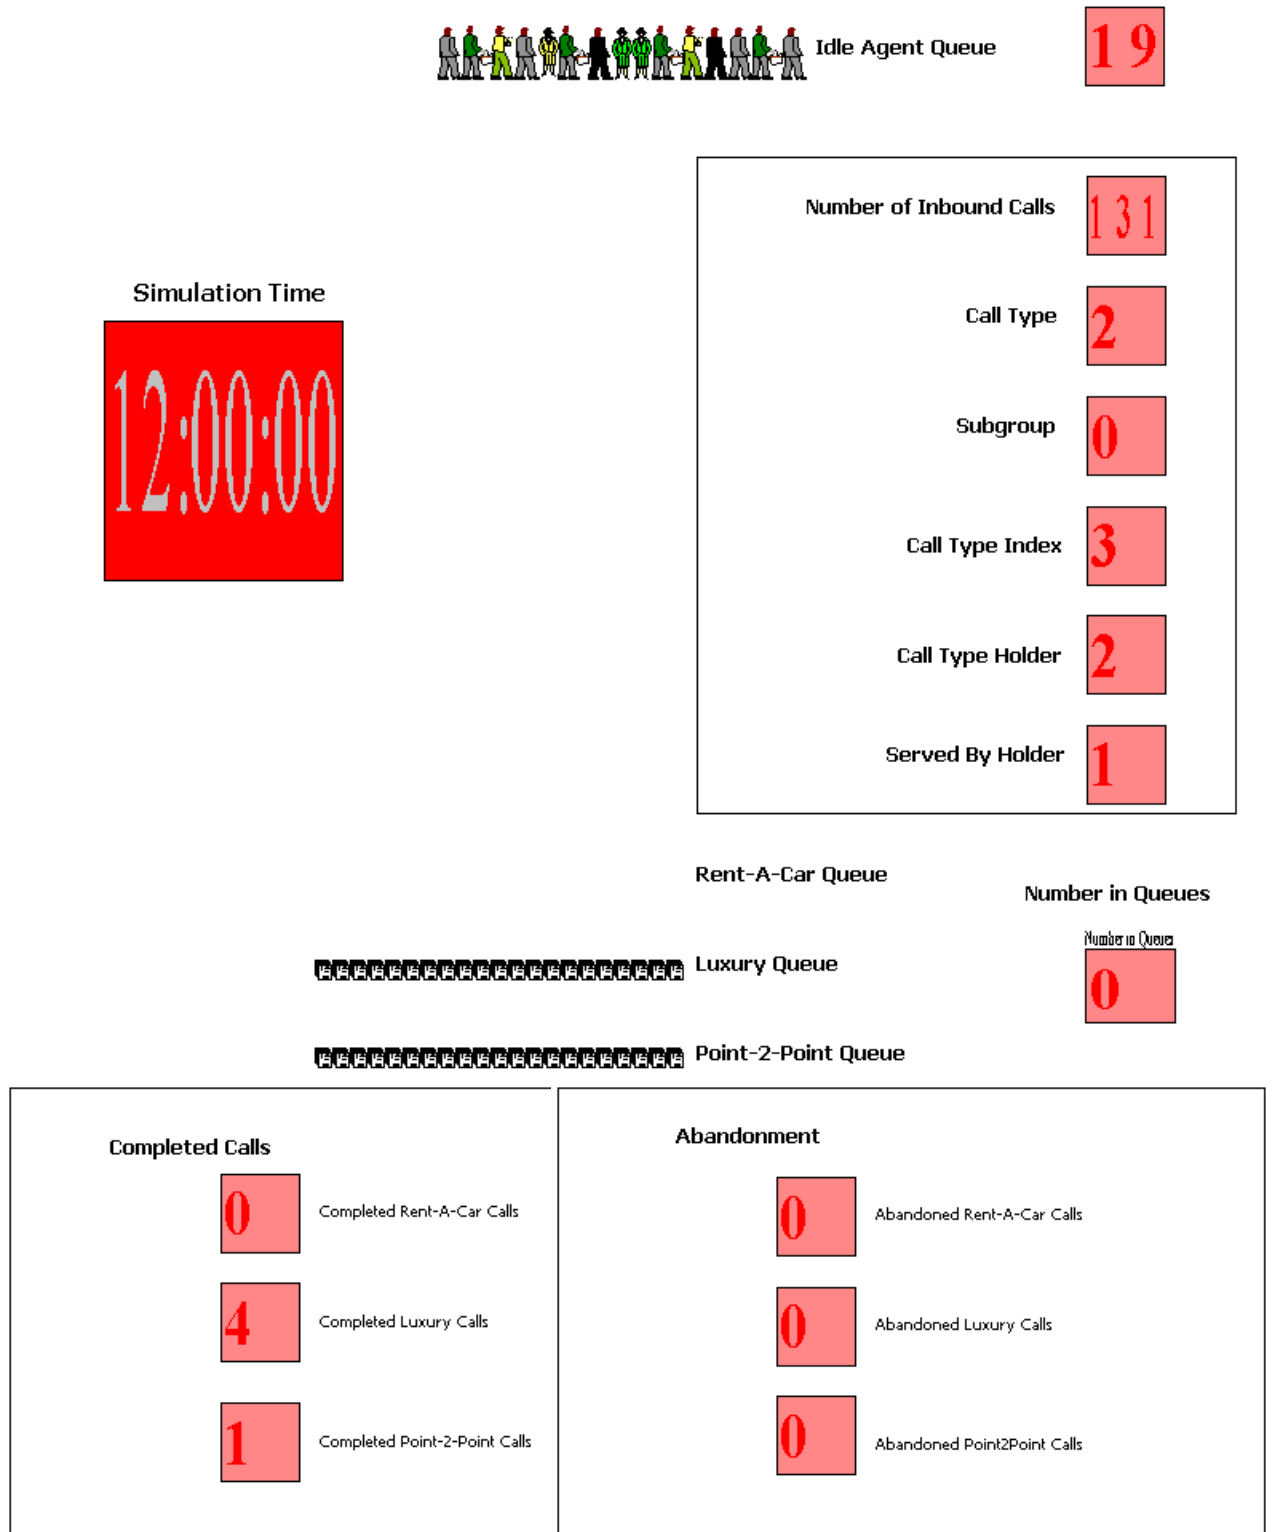 Idle Agent Queue
19
Number of Inbound Calls
131
Simulation Time
12:00:00
Call Type
2
Subgroup
0
Call Type Index
3
Call Type Holder
2
Served By Holder
1
Rent-A-Car Queue
Number in Queues
Number in Queues
0
Luxury Queue
Point-2-Point Queue
Completed Calls
0
Completed Rent-A-Car Calls
4
Completed Luxury Calls
1
Completed Point-2-Point Calls
Abandonment
0
Abandoned Rent-A-Car Calls
0
Abandoned Luxury Calls
0
Abandoned Point2Point Calls